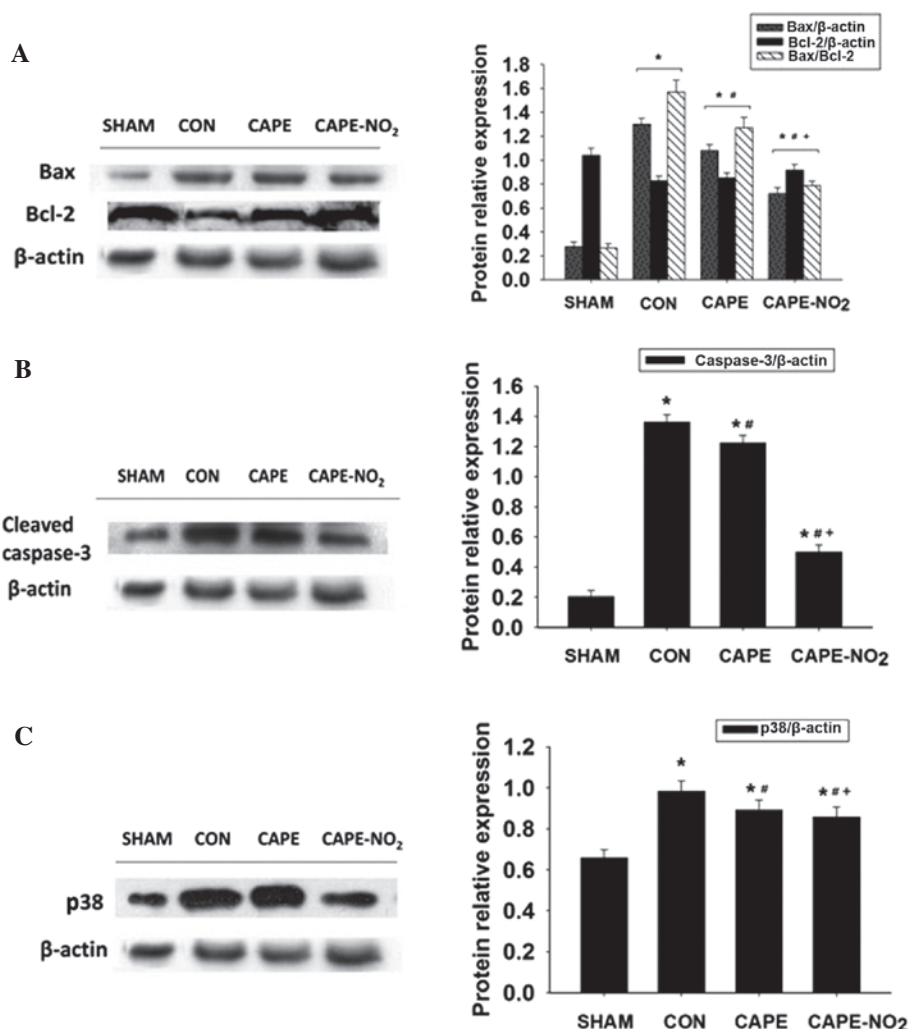 A
SHAM CON CAPE CAPE-NO₂
Bax
Bcl-2
β-actin
Bax/β-actin
Bcl-2/β-actin
Bax/Bcl-2
Protein relative expression
1.8
1.6
1.4
1.2
1.0
0.8
0.6
0.4
0.2
0.0
*
* #
* # +
SHAM CON CAPE CAPE-NO₂
B
SHAM CON CAPE CAPE-NO₂
Cleaved
caspase-3
β-actin
Caspase-3/β-actin
Protein relative expression
1.6
1.4
1.2
1.0
0.8
0.6
0.4
0.2
0.0
*
* #
* # +
SHAM CON CAPE CAPE-NO₂
C
SHAM CON CAPE CAPE-NO₂
p38
β-actin
p38/β-actin
Protein relative expression
1.2
1.0
0.8
0.6
0.4
0.2
0.0
*
* #
* # +
SHAM CON CAPE CAPE-NO₂